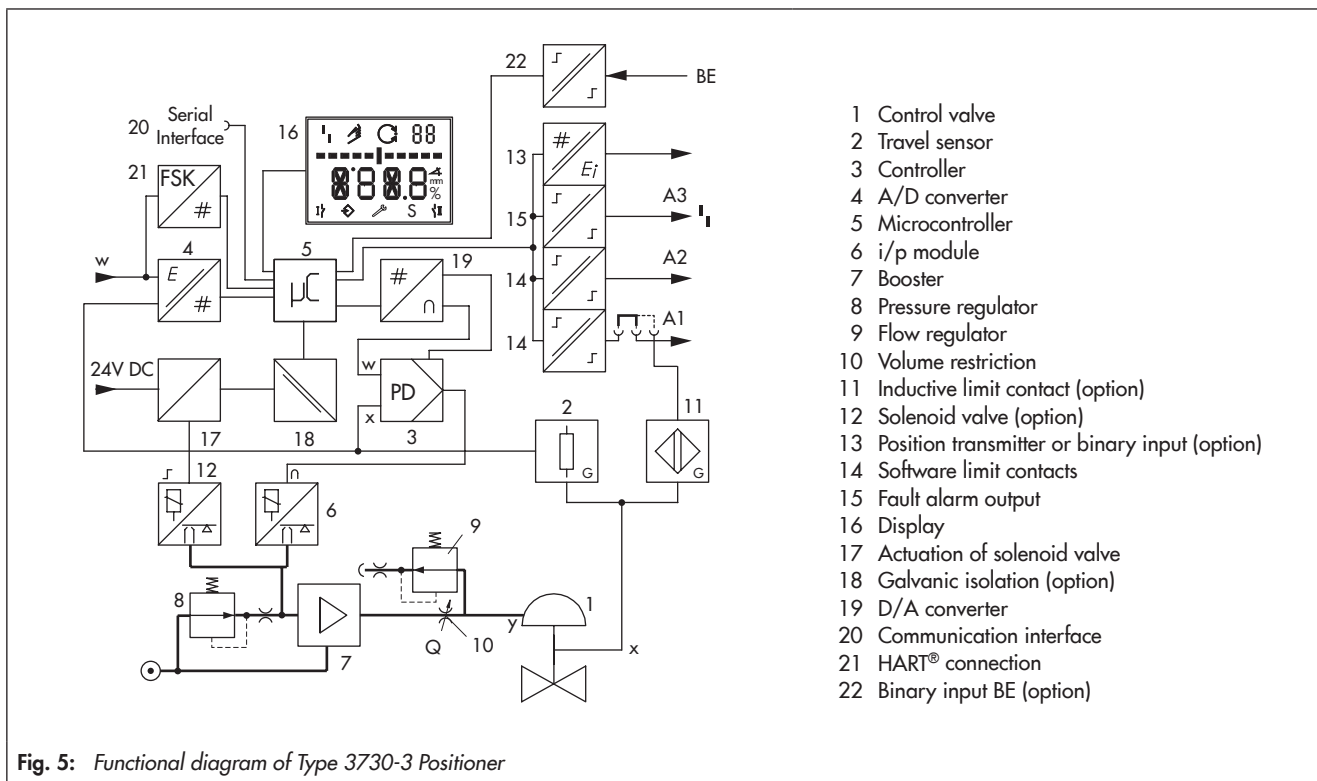 22
BE
20
Serial
Interface
16
88
8°8.8
mm
%
S
21
FSK
#
w
4
E
#
5
µC
#
∩
19
13
#
Ei
15
A3
14
A2
14
A1
24V DC
17
18
w
PD
x
3
2
G
11
G
12
∩
6
8
7
9
10
Q
y
1
x
1 Control valve
2 Travel sensor
3 Controller
4 A/D converter
5 Microcontroller
6 i/p module
7 Booster
8 Pressure regulator
9 Flow regulator
10 Volume restriction
11 Inductive limit contact (option)
12 Solenoid valve (option)
13 Position transmitter or binary input (option)
14 Software limit contacts
15 Fault alarm output
16 Display
17 Actuation of solenoid valve
18 Galvanic isolation (option)
19 D/A converter
20 Communication interface
21 HART® connection
22 Binary input BE (option)
Fig. 5: Functional diagram of Type 3730-3 Positioner